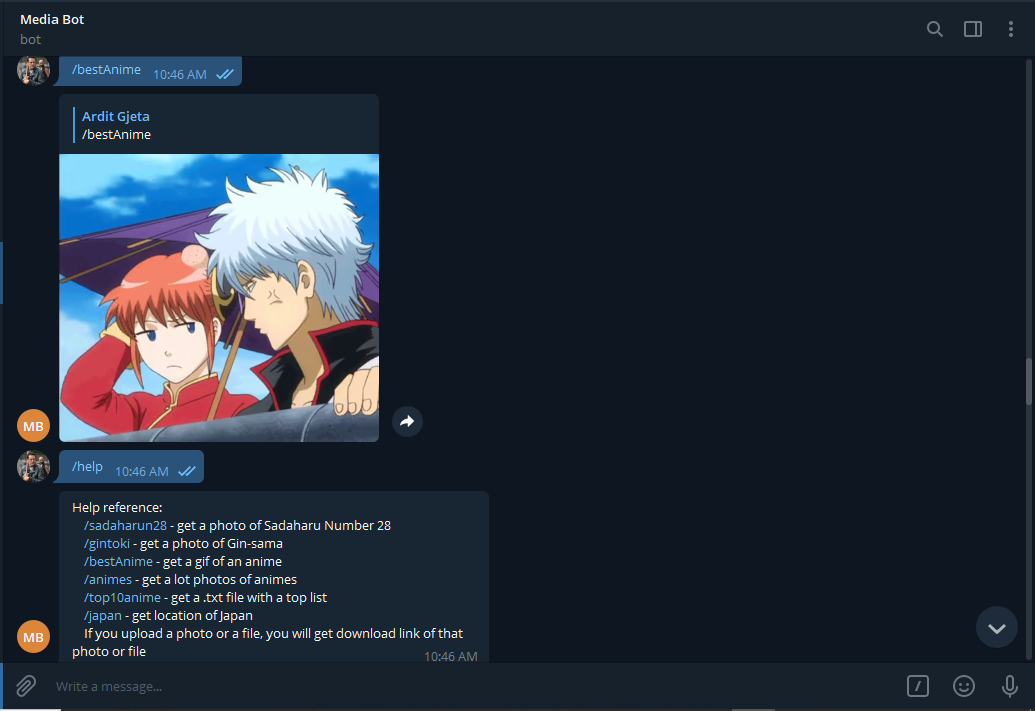 Media Bot
bot
/bestAnime 10:46 AM
Ardit Gjeta
/bestAnime
MB
/help 10:46 AM
Help reference:
/sadaharun28 - get a photo of Sadaharu Number 28
/gintoki - get a photo of Gin-sama
/bestAnime - get a gif of an anime
/animes - get a lot photos of animes
/top10anime - get a .txt file with a top list
/japan - get location of Japan
If you upload a photo or a file, you will get download link of that
photo or file
10:46 AM
MB
Write a message...